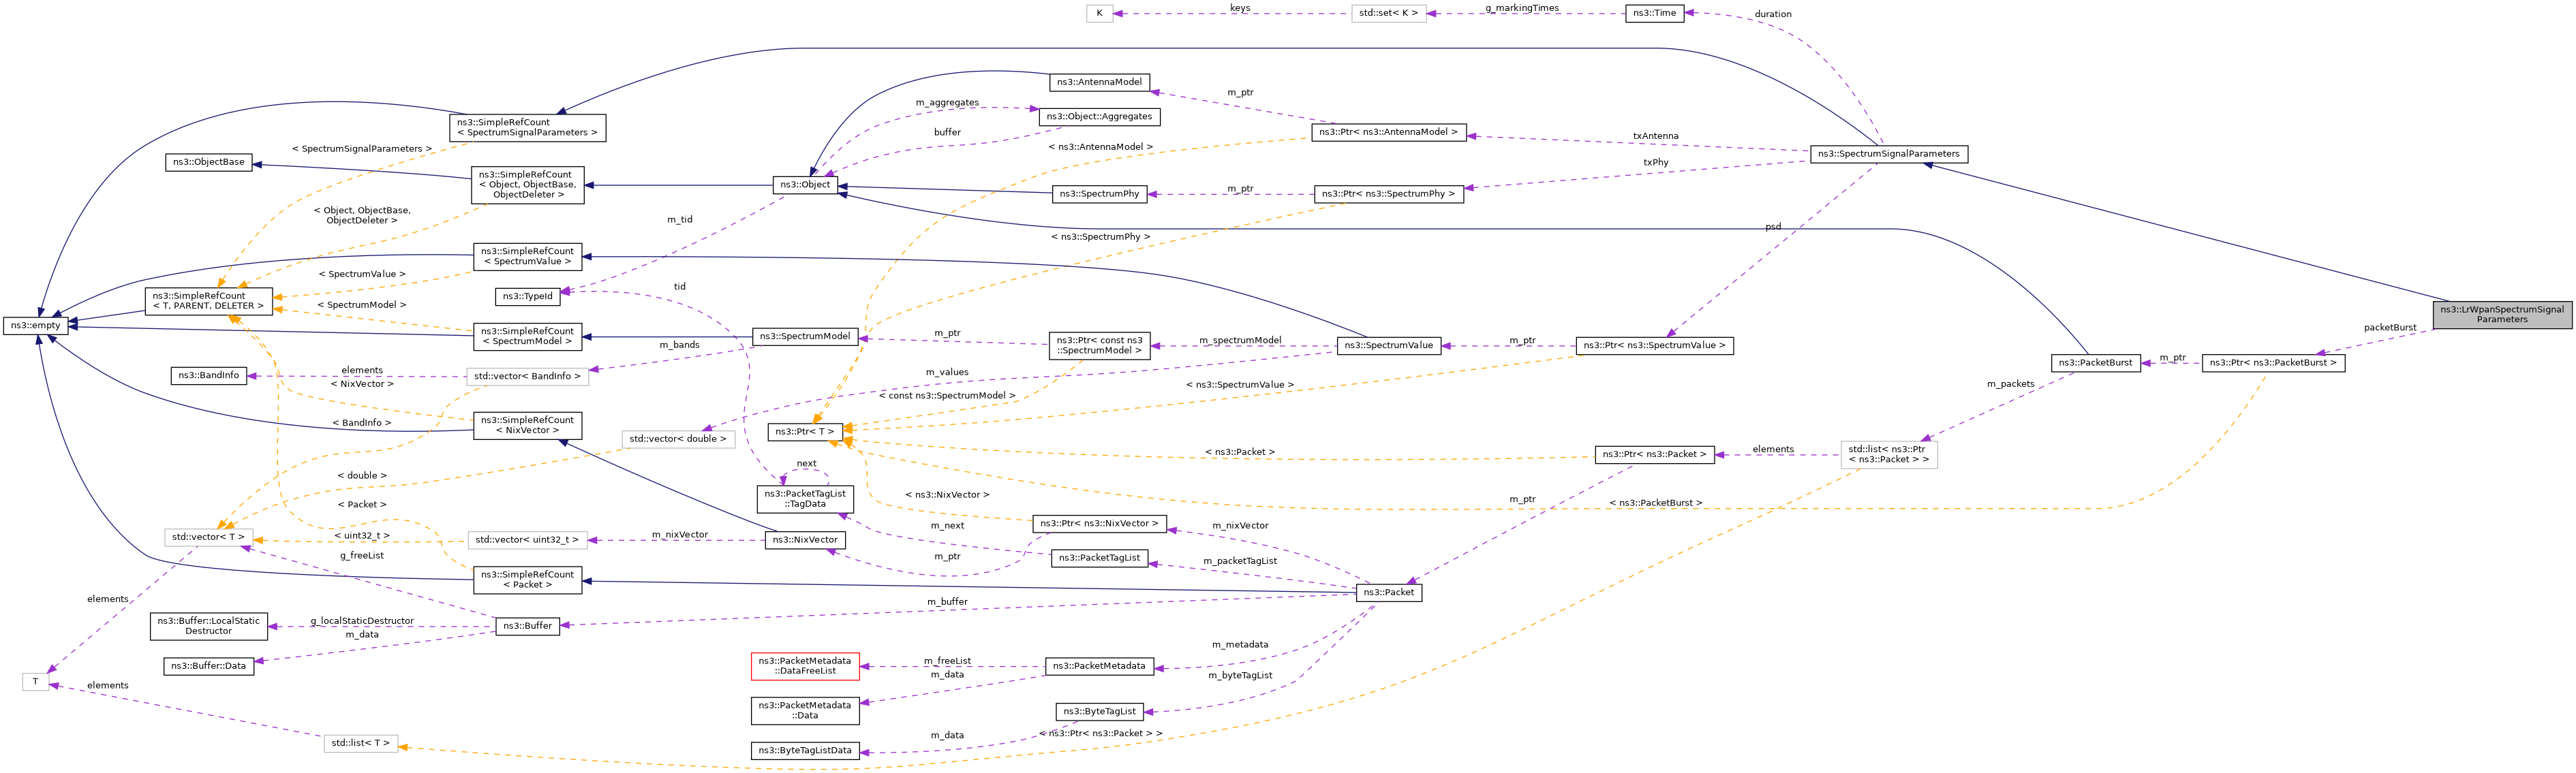 K
keys
std::set< K >
g_markingTimes
ns3::Time
duration
ns3::AntennaModel
m_aggregates
ns3::Object::Aggregates
buffer
m_ptr
ns3::Ptr< ns3::AntennaModel >
txAntenna
ns3::SpectrumSignalParameters
ns3::SimpleRefCount
< SpectrumSignalParameters >
< SpectrumSignalParameters >
< ns3::AntennaModel >
ns3::ObjectBase
ns3::SimpleRefCount
< Object, ObjectBase,
ObjectDeleter >
ns3::Object
ns3::SpectrumPhy
m_ptr
ns3::Ptr< ns3::SpectrumPhy >
txPhy
< Object, ObjectBase,
ObjectDeleter >
m_tid
< ns3::SpectrumPhy >
psd
ns3::SimpleRefCount
< SpectrumValue >
< SpectrumValue >
ns3::SimpleRefCount
< T, PARENT, DELETER >
ns3::TypeId
tid
< SpectrumModel >
ns3::LrWpanSpectrumSignal
Parameters
ns3::empty
ns3::SimpleRefCount
< SpectrumModel >
ns3::SpectrumModel
m_ptr
ns3::Ptr< const ns3
::SpectrumModel >
m_spectrumModel
ns3::SpectrumValue
m_ptr
ns3::Ptr< ns3::SpectrumValue >
packetBurst
m_bands
ns3::PacketBurst
m_ptr
ns3::Ptr< ns3::PacketBurst >
ns3::BandInfo
elements
std::vector< BandInfo >
m_values
< NixVector >
< ns3::SpectrumValue >
m_packets
< const ns3::SpectrumModel >
ns3::SimpleRefCount
< NixVector >
< BandInfo >
std::vector< double >
ns3::Ptr< T >
< ns3::Packet >
ns3::Ptr< ns3::Packet >
elements
std::list< ns3::Ptr
< ns3::Packet > >
next
< double >
ns3::PacketTagList
::TagData
< ns3::NixVector >
m_ptr
< ns3::PacketBurst >
< Packet >
std::vector< T >
< uint32_t >
std::vector< uint32_t >
m_nixVector
ns3::NixVector
m_next
ns3::Ptr< ns3::NixVector >
m_nixVector
g_freeList
m_ptr
ns3::PacketTagList
m_packetTagList
ns3::SimpleRefCount
< Packet >
ns3::Packet
elements
m_buffer
ns3::Buffer::LocalStatic
Destructor
g_localStaticDestructor
ns3::Buffer
m_data
ns3::Buffer::Data
m_metadata
ns3::PacketMetadata
::DataFreeList
m_freeList
ns3::PacketMetadata
m_data
m_byteTagList
T
elements
ns3::PacketMetadata
::Data
ns3::ByteTagList
< ns3::Ptr< ns3::Packet > >
std::list< T >
ns3::ByteTagListData
m_data